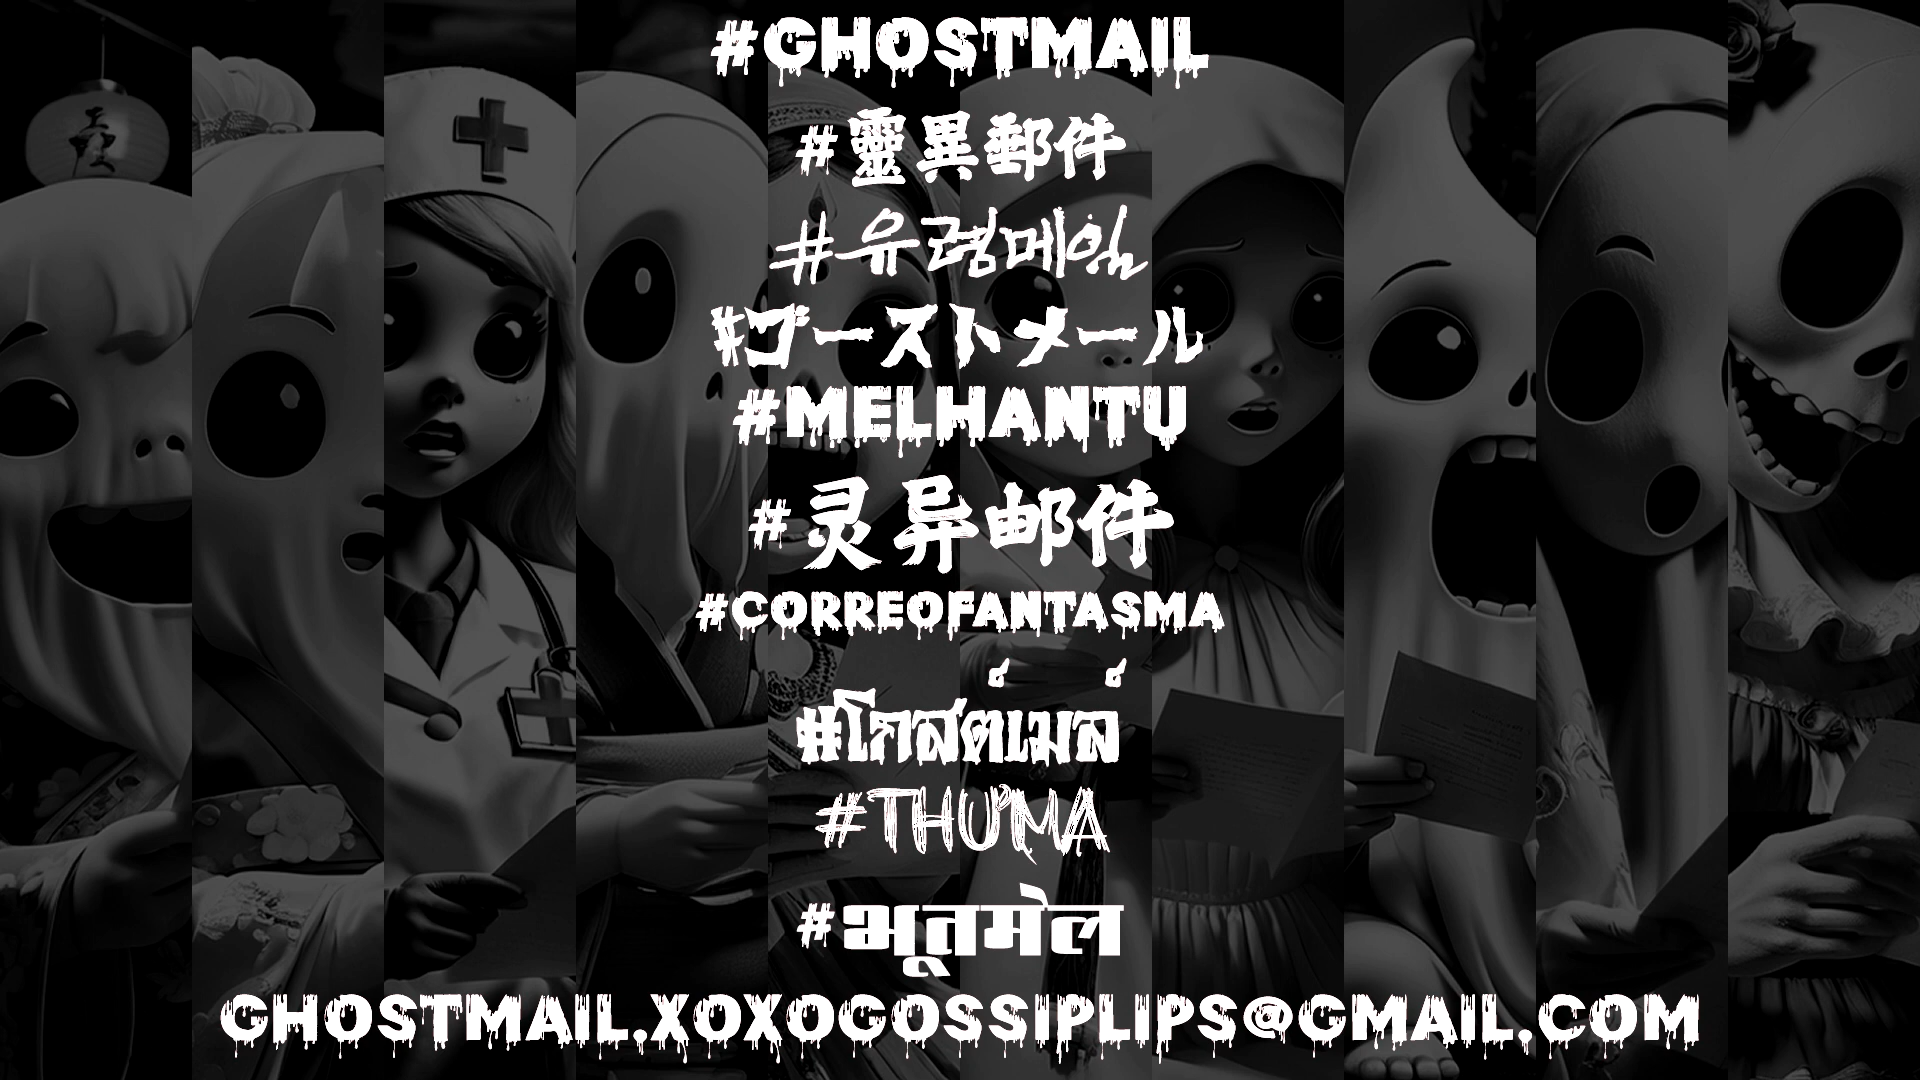 #GHOSTMAIL
#靈異郵件
#유령메일
#ゴーストメール
#MELHANTU
#灵异邮件
#CORREOFANTASMA
#โกสต์เมล์
#THƯMA
#भूतमेल
GHOSTMAIL.XOXOGOSSIPLIPS@GMAIL.COM